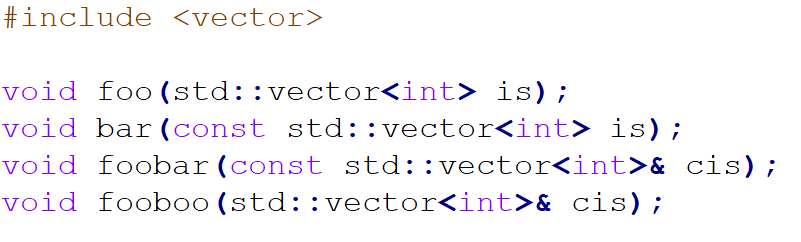 #include <vector>
void foo(std::vector<int> is);
void bar(const std::vector<int> is);
void foobar(const std::vector<int>& cis);
void fooboo(std::vector<int>& cis);